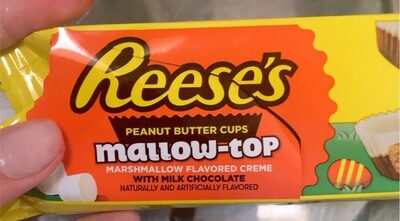 Reese's
PEANUT BUTTER CUPS
mallow-top
MARSHMALLOW FLAVORED CREME
WITH MILK CHOCOLATE
NATURALLY AND ARTIFICIALLY FLAVORED